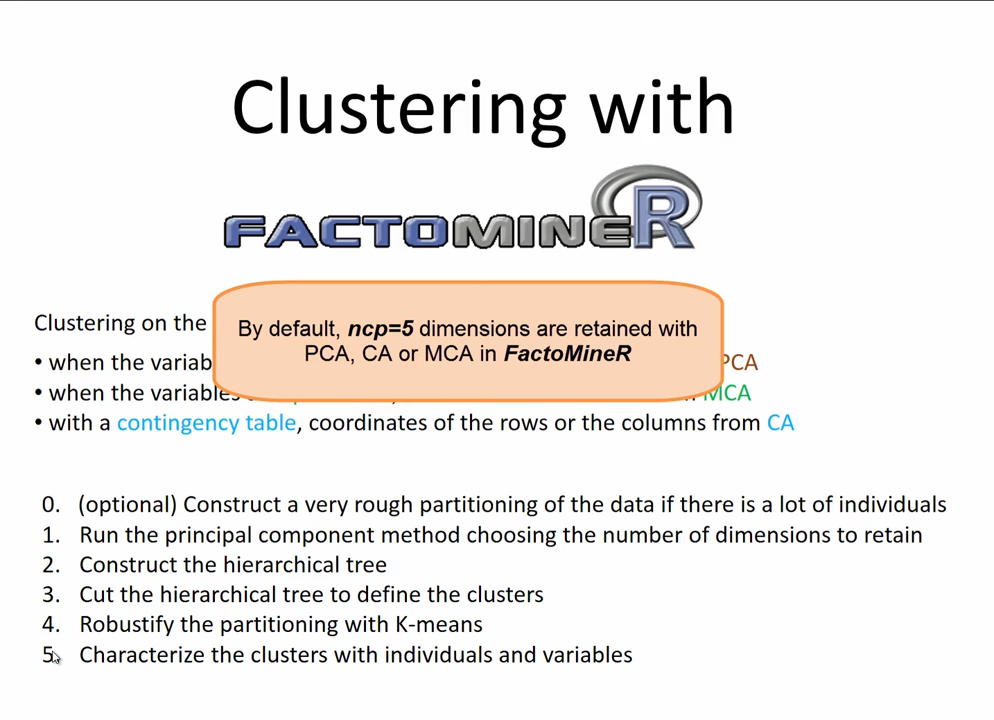 Clustering with
FACTOMINER
Clustering on the
By default, ncp=5 dimensions are retained with
PCA, CA or MCA in FactoMineR
• when the variab PCA
• when the variables MCA
• with a contingency table, coordinates of the rows or the columns from CA
0. (optional) Construct a very rough partitioning of the data if there is a lot of individuals
1. Run the principal component method choosing the number of dimensions to retain
2. Construct the hierarchical tree
3. Cut the hierarchical tree to define the clusters
4. Robustify the partitioning with K-means
5. Characterize the clusters with individuals and variables